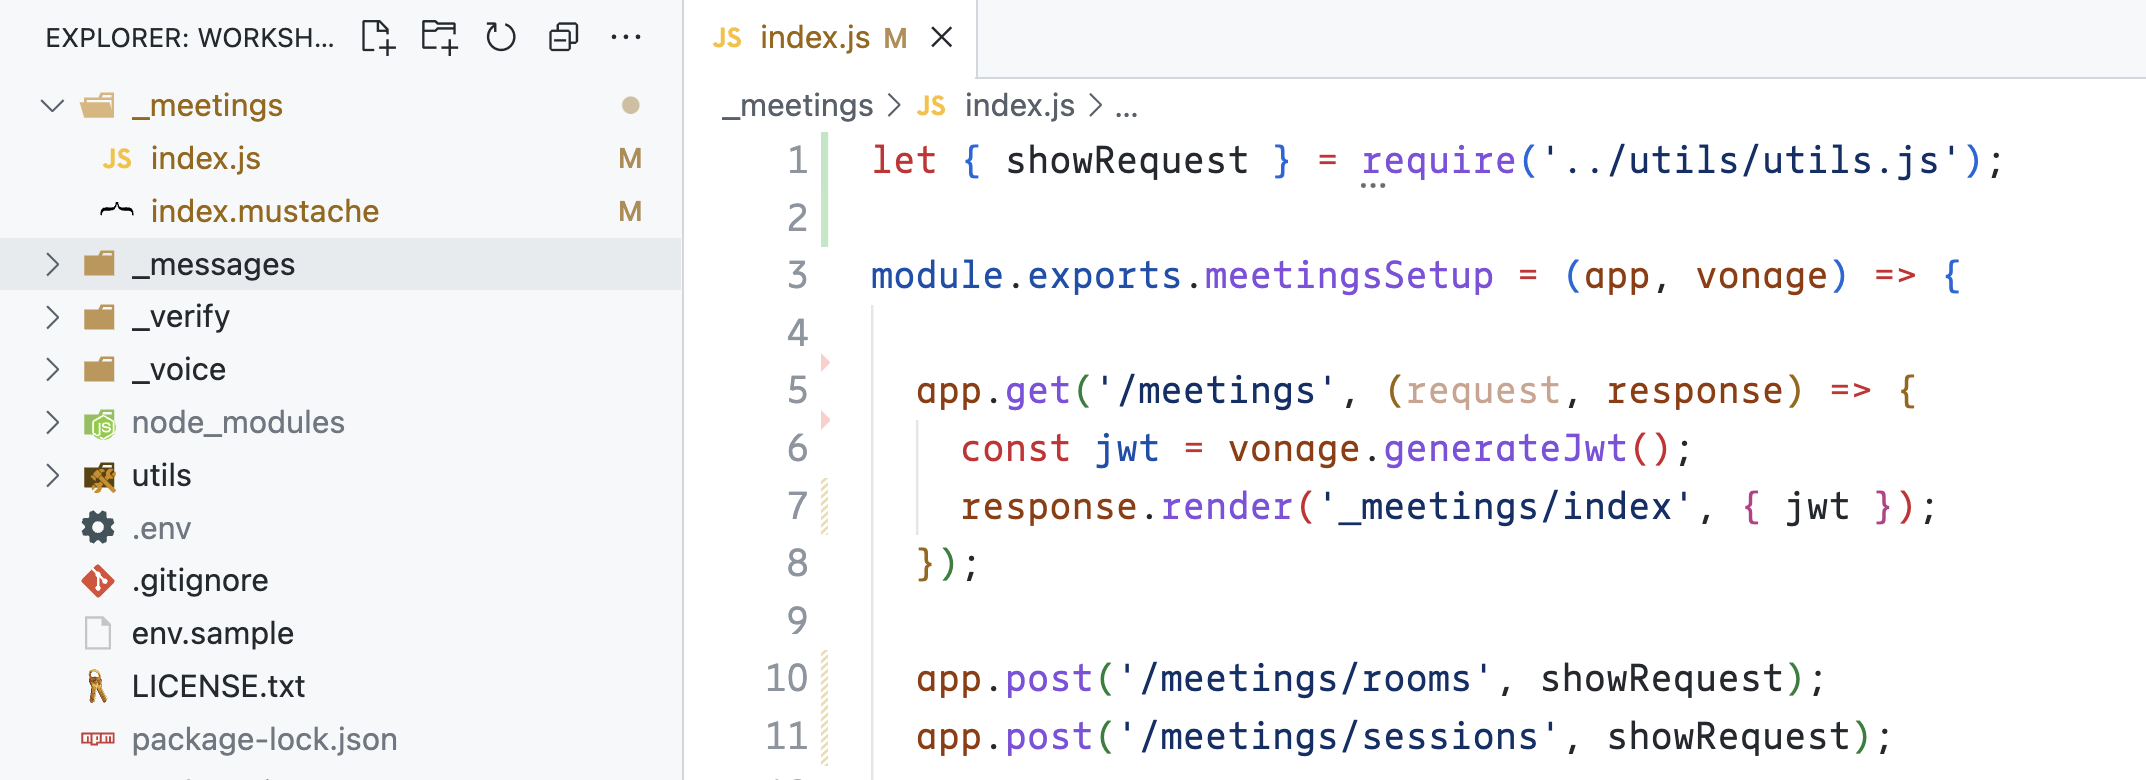 EXPLORER: WORKSH...
_meetings
JS index.js M
index.mustache M
_messages
_verify
_voice
node_modules
utils
.env
.gitignore
env.sample
LICENSE.txt
package-lock.json
JS index.js M
_meetings > JS index.js > ...
1 let { showRequest } = require('../utils/utils.js');
2
3 module.exports.meetingsSetup = (app, vonage) => {
4
5 app.get('/meetings', (request, response) => {
6 const jwt = vonage.generateJwt();
7 response.render('_meetings/index', { jwt });
8 });
9
10 app.post('/meetings/rooms', showRequest);
11 app.post('/meetings/sessions', showRequest);